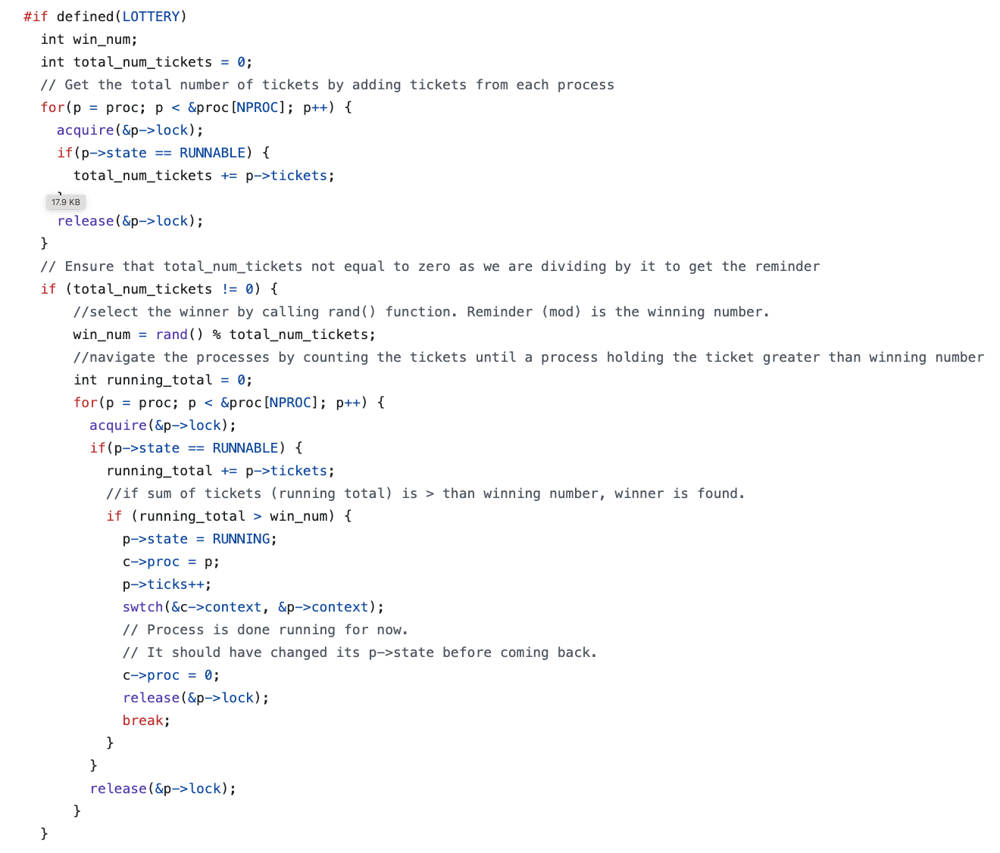 #if defined(LOTTERY)
  int win_num;
  int total_num_tickets = 0;
  // Get the total number of tickets by adding tickets from each process
  for(p = proc; p < &proc[NPROC]; p++) {
    acquire(&p->lock);
    if(p->state == RUNNABLE) {
      total_num_tickets += p->tickets;
17.9 KB
    release(&p->lock);
  }
  // Ensure that total_num_tickets not equal to zero as we are dividing by it to get the reminder
  if (total_num_tickets != 0) {
      //select the winner by calling rand() function. Reminder (mod) is the winning number.
      win_num = rand() % total_num_tickets;
      //navigate the processes by counting the tickets until a process holding the ticket greater than winning number
      int running_total = 0;
      for(p = proc; p < &proc[NPROC]; p++) {
        acquire(&p->lock);
        if(p->state == RUNNABLE) {
          running_total += p->tickets;
          //if sum of tickets (running total) is > than winning number, winner is found.
          if (running_total > win_num) {
            p->state = RUNNING;
            c->proc = p;
            p->ticks++;
            swtch(&c->context, &p->context);
            // Process is done running for now.
            // It should have changed its p->state before coming back.
            c->proc = 0;
            release(&p->lock);
            break;
          }
        }
        release(&p->lock);
      }
  }